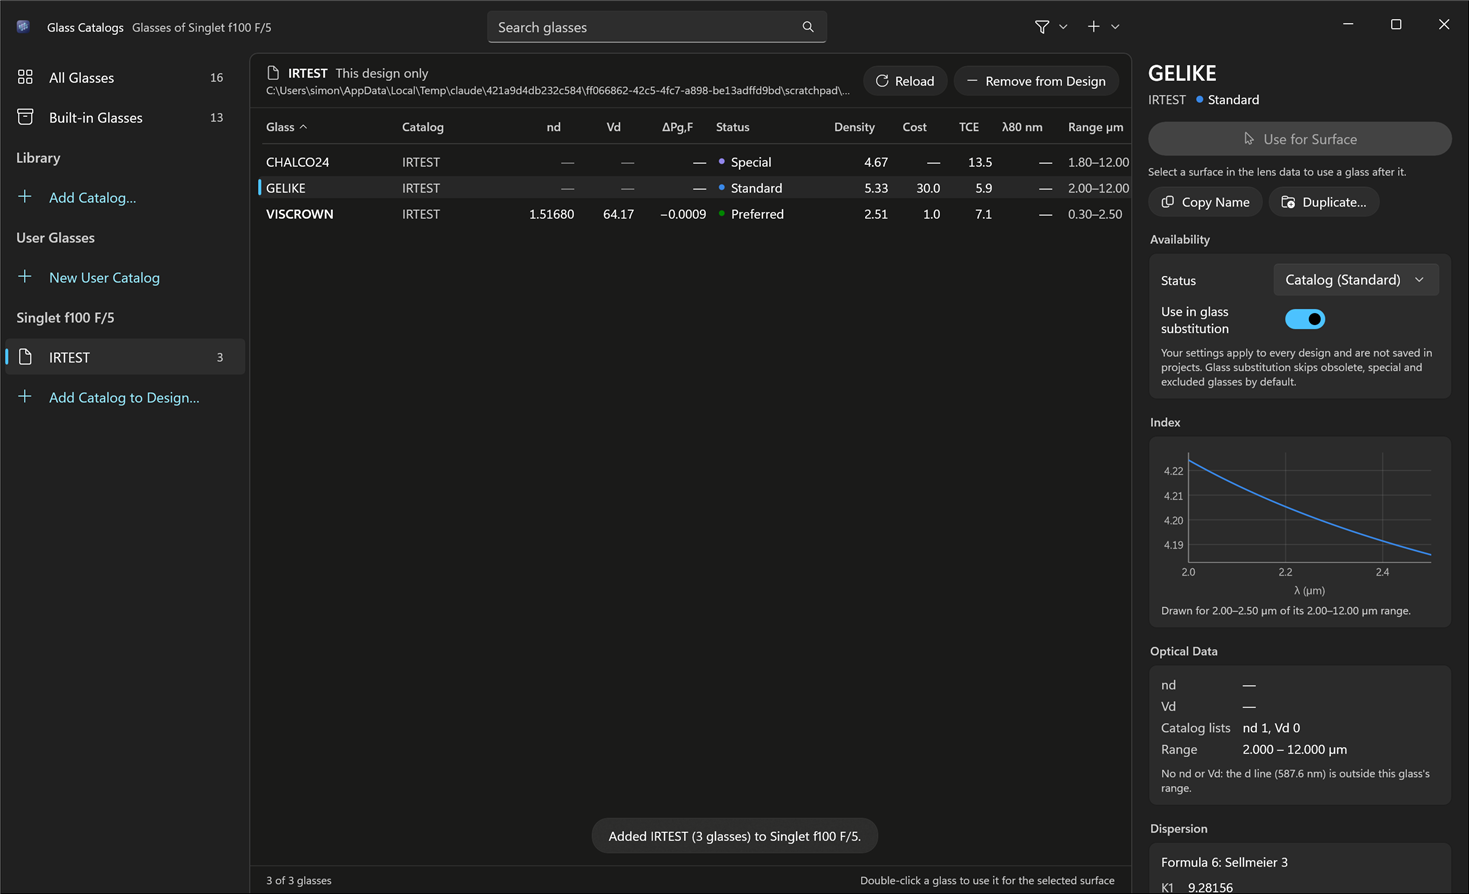 Glass Catalogs Glasses of Singlet f100 F/5
Search glasses
All Glasses 16
Built-in Glasses 13
Library
Add Catalog...
User Glasses
New User Catalog
Singlet f100 F/5
IRTEST 3
Add Catalog to Design...
IRTEST This design only
C:\Users\simon\AppData\Local\Temp\claude\421a9d4db232c584\ff066862-42c5-4fc7-a898-be13adffd9bd\scratchpad\...
Reload
Remove from Design
Glass Catalog nd Vd ΔPg,F Status Density Cost TCE λ80 nm Range µm
CHALCO24 IRTEST — — — Special 4.67 — 13.5 — 1.80–12.00
GELIKE IRTEST — — — Standard 5.33 30.0 5.9 — 2.00–12.00
VISCROWN IRTEST 1.51680 64.17 −0.0009 Preferred 2.51 1.0 7.1 — 0.30–2.50
Added IRTEST (3 glasses) to Singlet f100 F/5.
3 of 3 glasses
Double-click a glass to use it for the selected surface
GELIKE
IRTEST Standard
Use for Surface
Select a surface in the lens data to use a glass after it.
Copy Name
Duplicate...
Availability
Status Catalog (Standard)
Use in glass
substitution
Your settings apply to every design and are not saved in
projects. Glass substitution skips obsolete, special and
excluded glasses by default.
Index
4.22
4.21
4.20
4.19
2.0 2.2 2.4
λ (µm)
Drawn for 2.00–2.50 µm of its 2.00–12.00 µm range.
Optical Data
nd —
Vd —
Catalog lists nd 1, Vd 0
Range 2.000 – 12.000 µm
No nd or Vd: the d line (587.6 nm) is outside this glass's
range.
Dispersion
Formula 6: Sellmeier 3
K1 9.28156